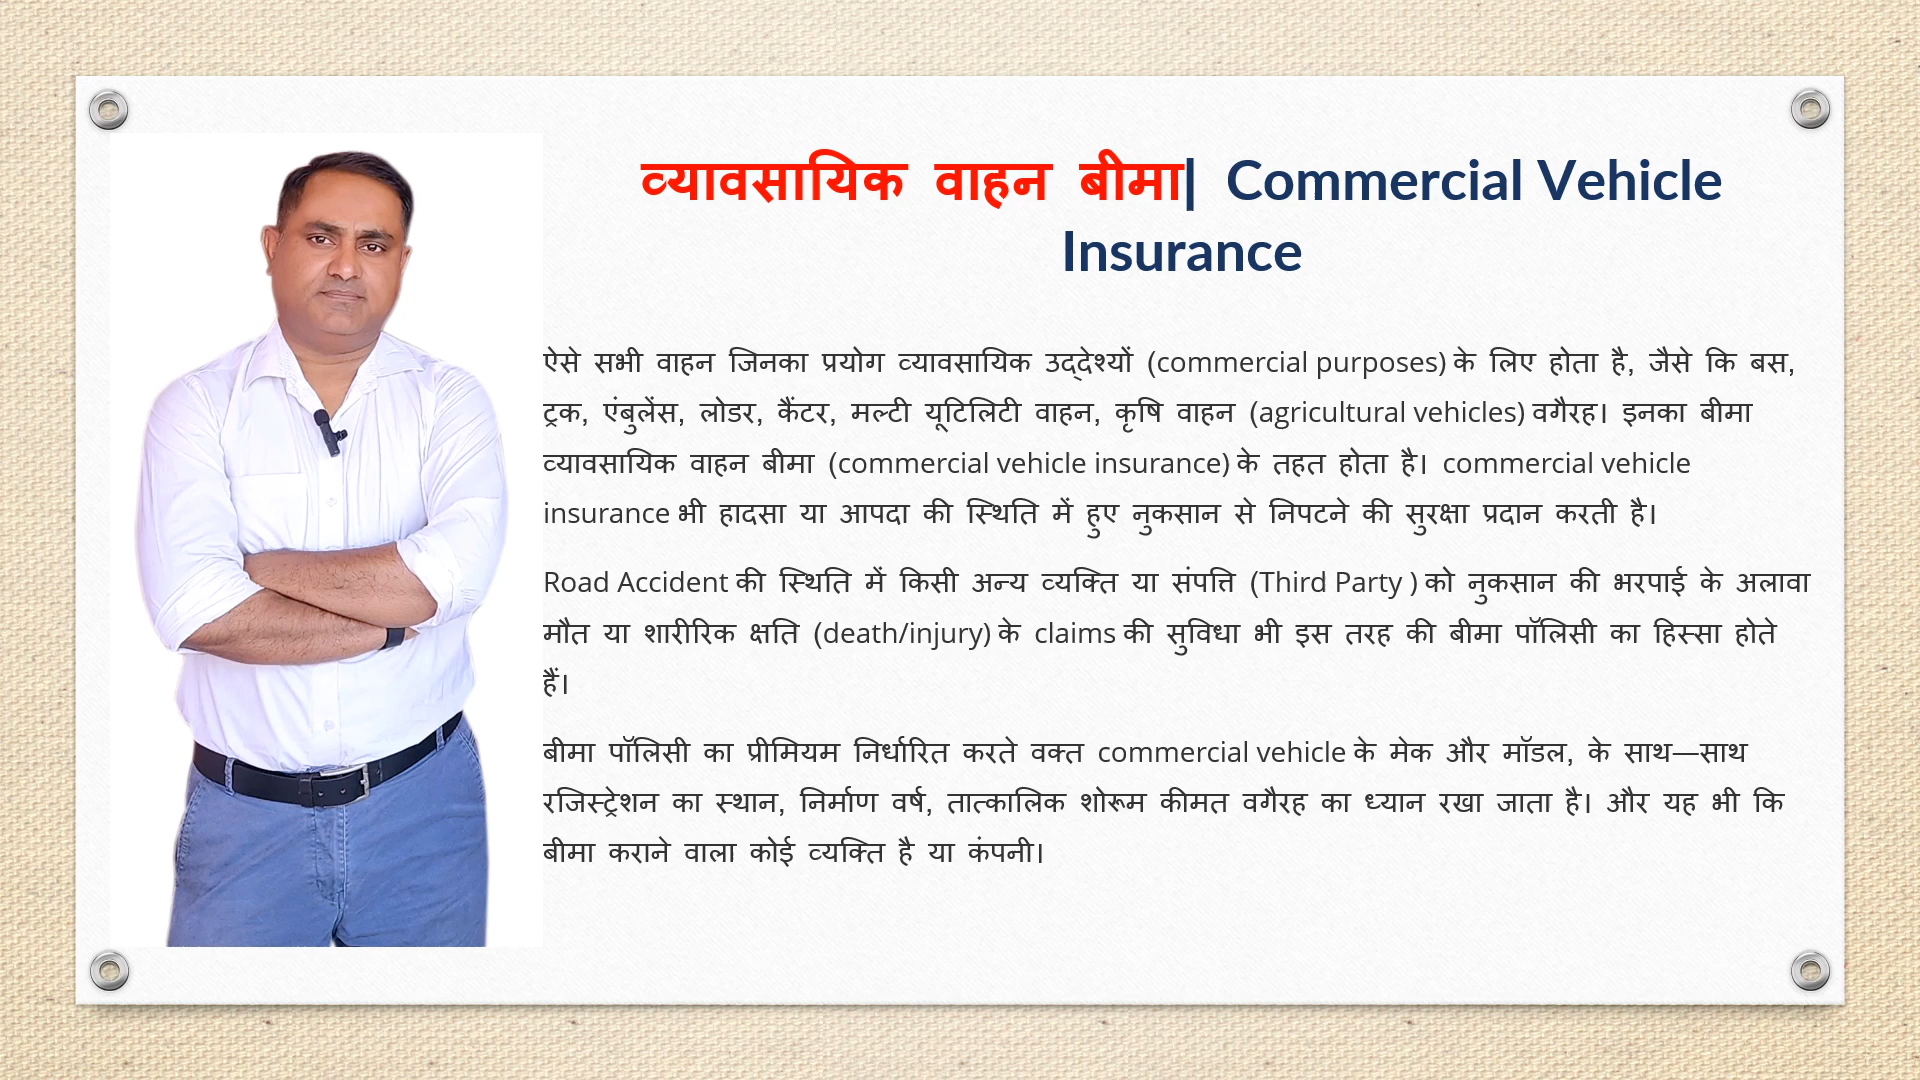 व्यावसायिक वाहन बीमा| Commercial Vehicle
Insurance
ऐसे सभी वाहन जिनका प्रयोग व्यावसायिक उद्देश्यों (commercial purposes) के लिए होता है, जैसे कि बस,
ट्रक, एंबुलेंस, लोडर, कैंटर, मल्टी यूटिलिटी वाहन, कृषि वाहन (agricultural vehicles) वगैरह। इनका बीमा
व्यावसायिक वाहन बीमा (commercial vehicle insurance) के तहत होता है। commercial vehicle
insurance भी हादसा या आपदा की स्थिति में हुए नुकसान से निपटने की सुरक्षा प्रदान करती है।
Road Accident की स्थिति में किसी अन्य व्यक्ति या संपत्ति (Third Party ) को नुकसान की भरपाई के अलावा
मौत या शारीरिक क्षति (death/injury) के claims की सुविधा भी इस तरह की बीमा पॉलिसी का हिस्सा होते
हैं।
बीमा पॉलिसी का प्रीमियम निर्धारित करते वक्त commercial vehicle के मेक और मॉडल, के साथ—साथ
रजिस्ट्रेशन का स्थान, निर्माण वर्ष, तात्कालिक शोरूम कीमत वगैरह का ध्यान रखा जाता है। और यह भी कि
बीमा कराने वाला कोई व्यक्ति है या कंपनी।